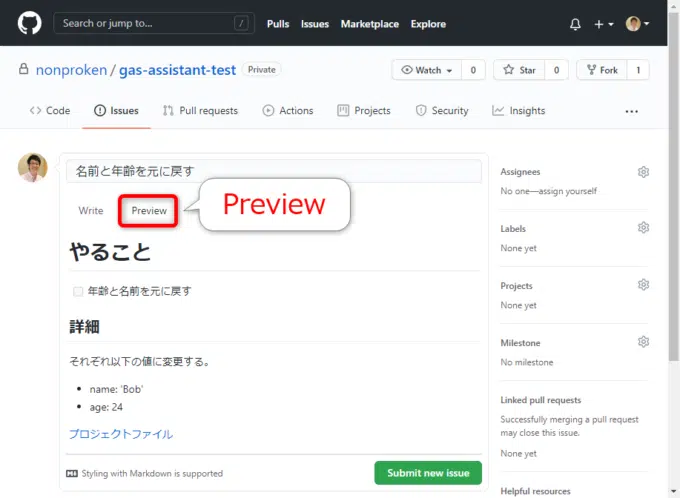 Search or jump to... /
Pulls Issues Marketplace Explore
nonproken / gas-assistant-test Private
Watch 0 Star 0 Fork 1
Code Issues Pull requests Actions Projects Security Insights ...
名前と年齢を元に戻す
Write Preview
Preview
やること
年齢と名前を元に戻す
詳細
それぞれ以下の値に変更する。
• name: 'Bob'
• age: 24
プロジェクトファイル
Styling with Markdown is supported
Submit new issue
Assignees
No one—assign yourself
Labels
None yet
Projects
None yet
Milestone
No milestone
Linked pull requests
Successfully merging a pull request
may close this issue.
None yet
Helpful resources